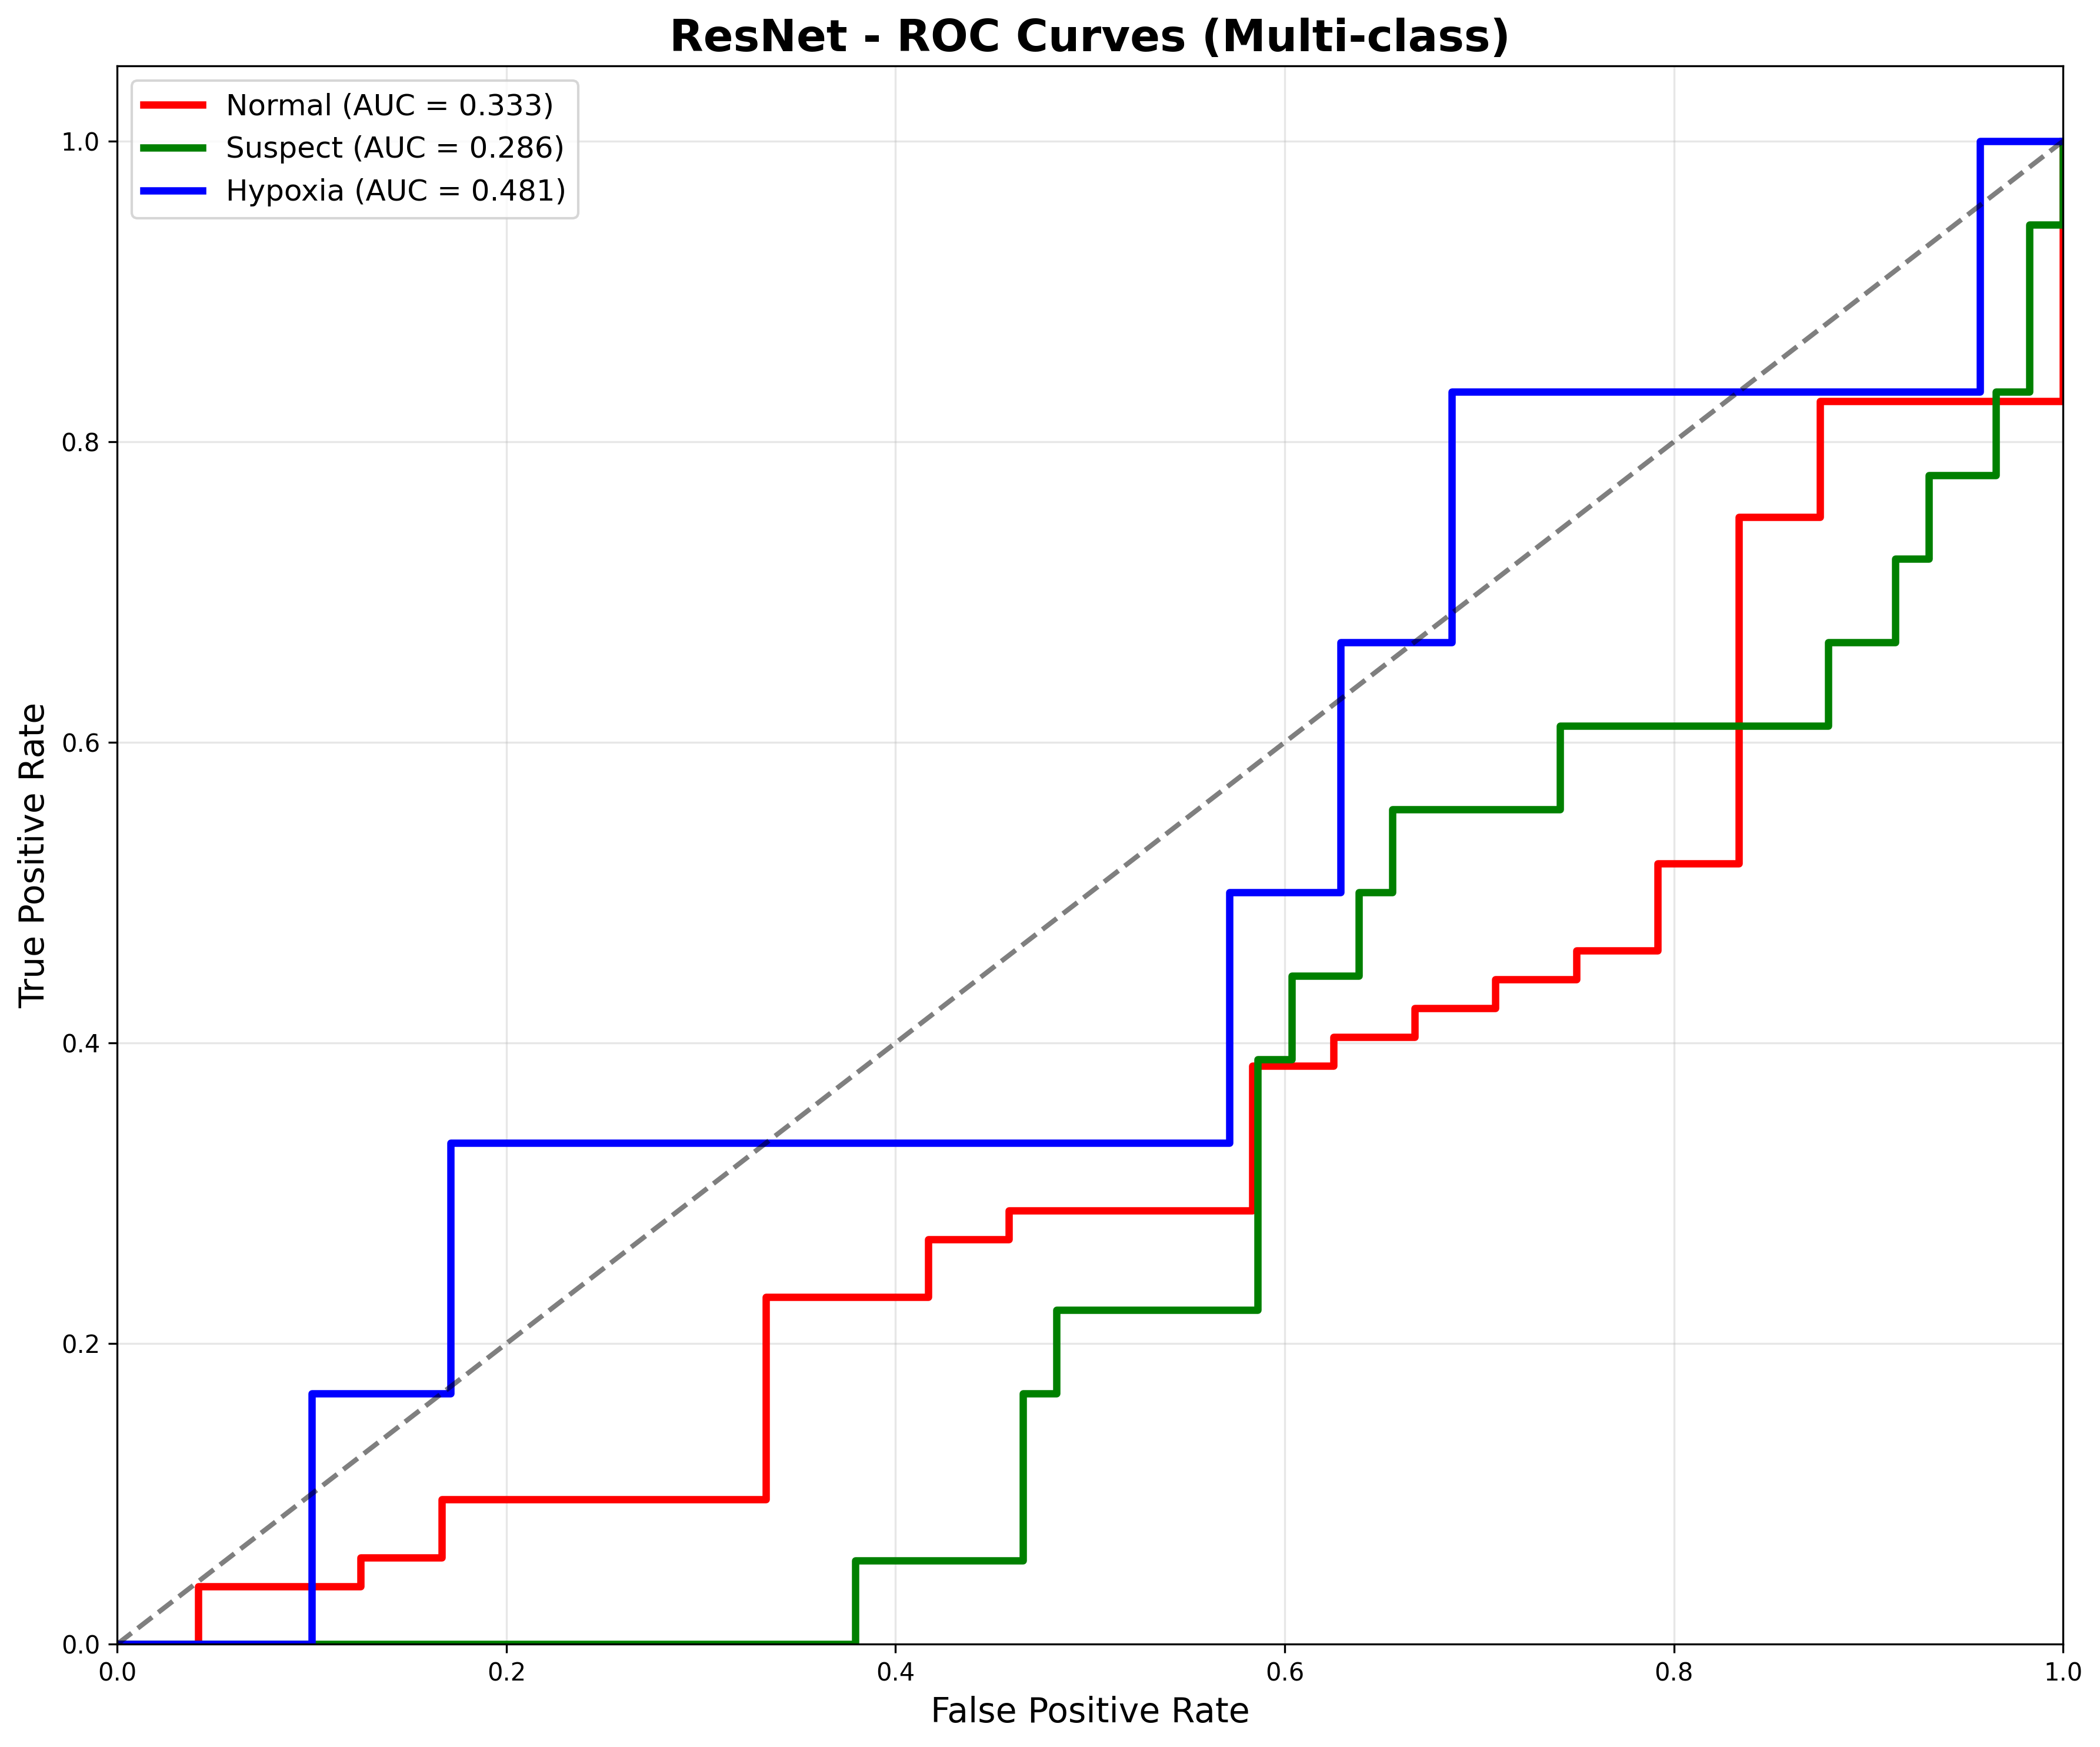 ResNet - ROC Curves (Multi-class)
Normal (AUC = 0.333)
Suspect (AUC = 0.286)
Hypoxia (AUC = 0.481)
True Positive Rate
1.0
0.8
0.6
0.4
0.2
0.0
0.0 0.2 0.4 0.6 0.8 1.0
False Positive Rate